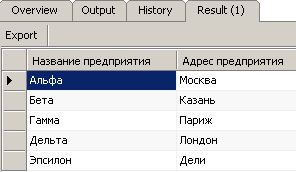 Overview Output History Result (1)
Export
Название предприятия Адрес предприятия
Альфа Москва
Бета Казань
Гамма Париж
Дельта Лондон
Эпсилон Дели